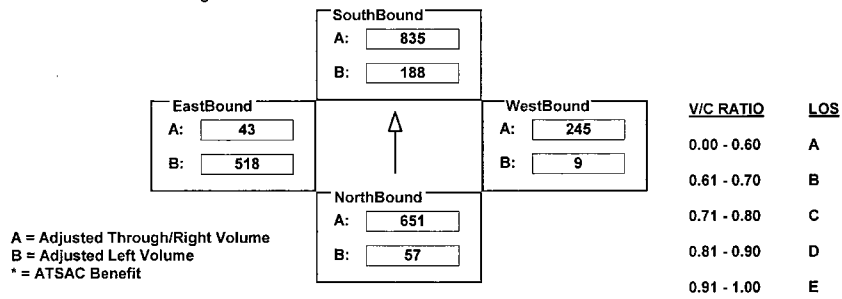 SouthBound
A: 835
B: 188
EastBound
A: 43
B: 518
WestBound
A: 245
B: 9
NorthBound
A: 651
B: 57
A = Adjusted Through/Right Volume
B = Adjusted Left Volume
* = ATSAC Benefit
V/C RATIO LOS
0.00 - 0.60 A
0.61 - 0.70 B
0.71 - 0.80 C
0.81 - 0.90 D
0.91 - 1.00 E